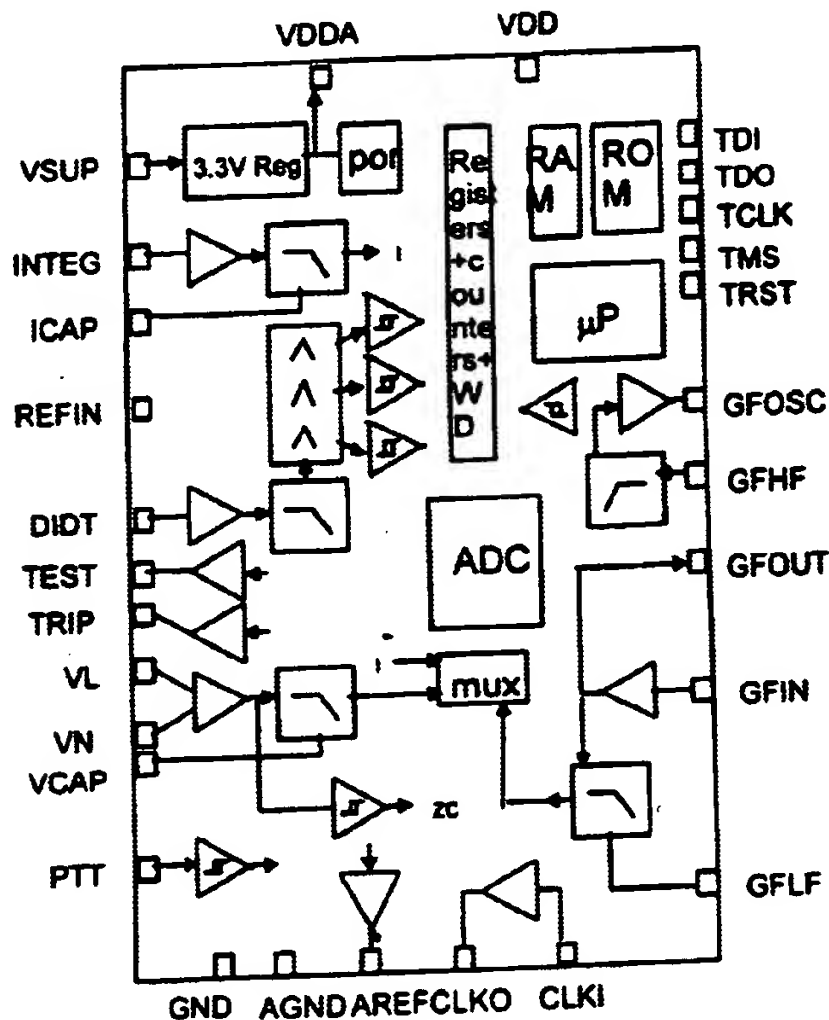 VDDA
VDD
VSUP
3.3V Reg
por
Re
gist
ers
+c
ou
nte
rs+
W
D
RA
M
RO
M
TDI
TDO
TCLK
TMS
TRST
INTEG
I
ICAP
µP
REFIN
GFOSC
GFHF
DIDT
ADC
GFOUT
TEST
TRIP
VL
I
mux
GFIN
VN
VCAP
ZC
PTT
GFLF
GND
AGND
AREF
CLKO
CLKI